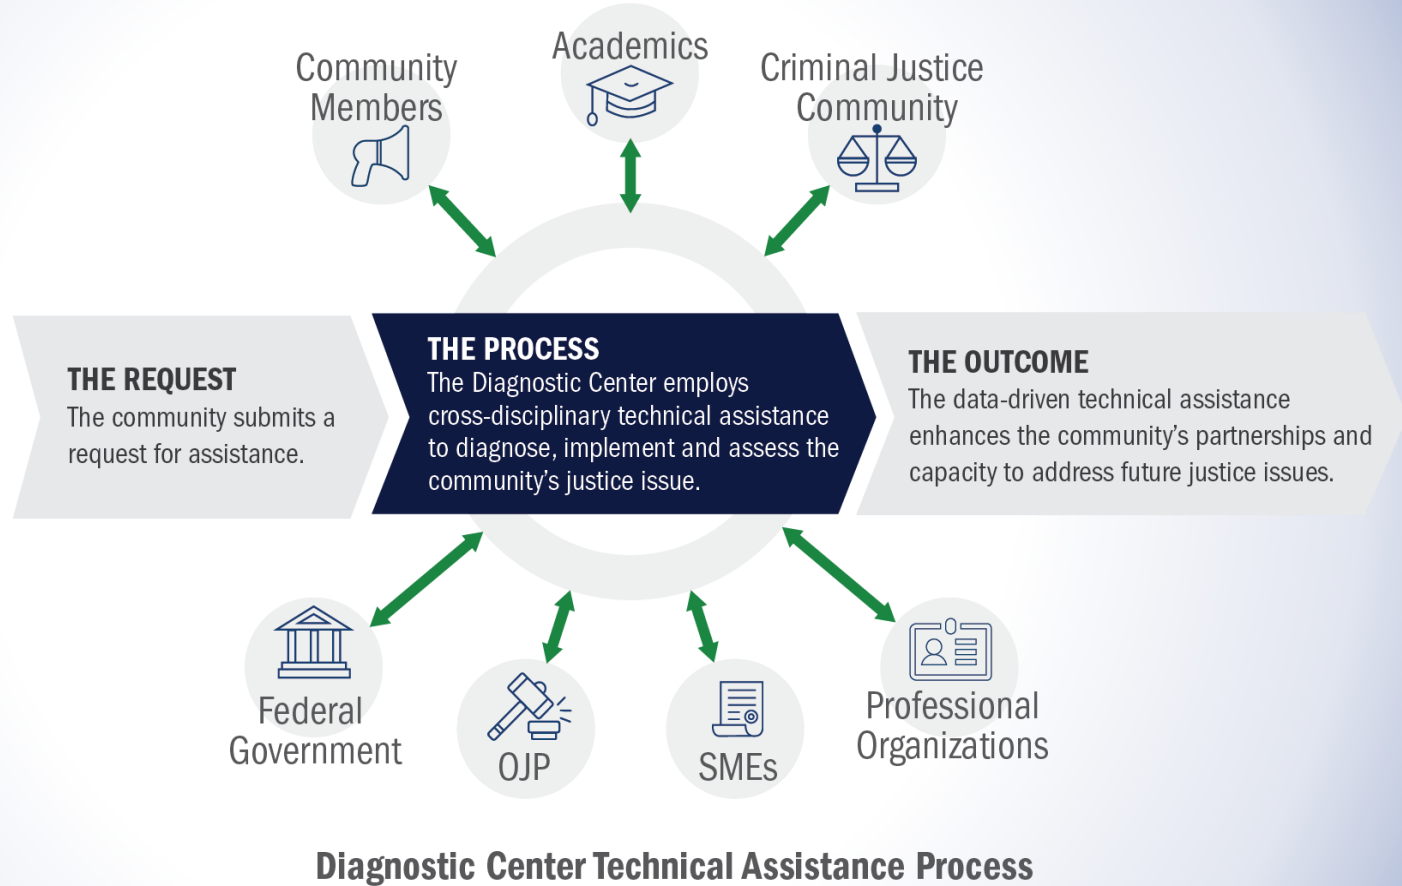 Community
Members
Academics
Criminal Justice
Community
THE REQUEST
The community submits a
request for assistance.
THE PROCESS
The Diagnostic Center employs
cross-disciplinary technical assistance
to diagnose, implement and assess the
community’s justice issue.
THE OUTCOME
The data-driven technical assistance
enhances the community’s partnerships and
capacity to address future justice issues.
Federal
Government
OJP
SMEs
Professional
Organizations
Diagnostic Center Technical Assistance Process